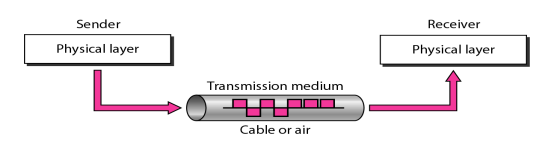 Sender
Receiver
Physical layer
Physical layer
Transmission medium
Cable or air